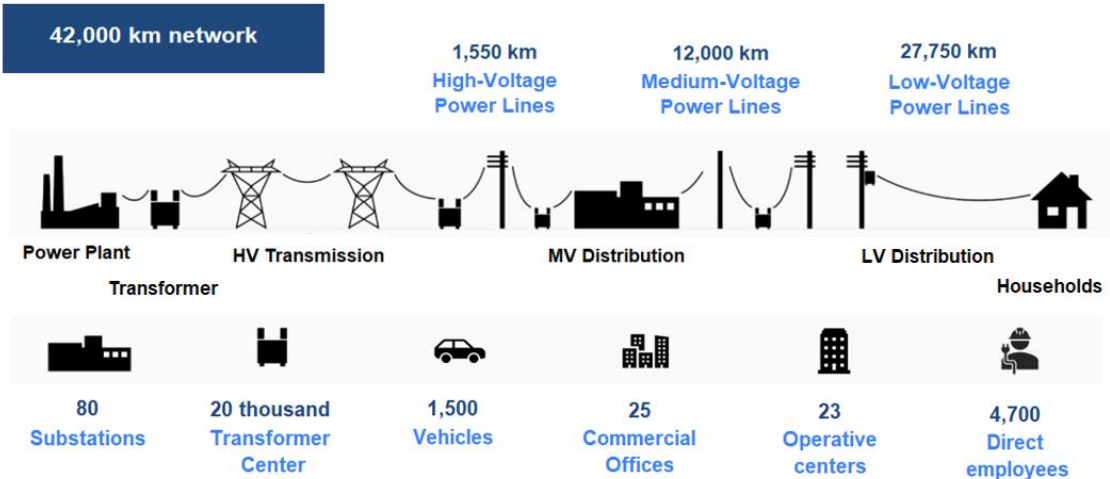 42,000 km network
1,550 km
High-Voltage
Power Lines
12,000 km
Medium-Voltage
Power Lines
27,750 km
Low-Voltage
Power Lines
Power Plant
HV Transmission
MV Distribution
LV Distribution
Transformer
Households
80
Substations
20 thousand
Transformer
Center
1,500
Vehicles
25
Commercial
Offices
23
Operative
centers
4,700
Direct
employees